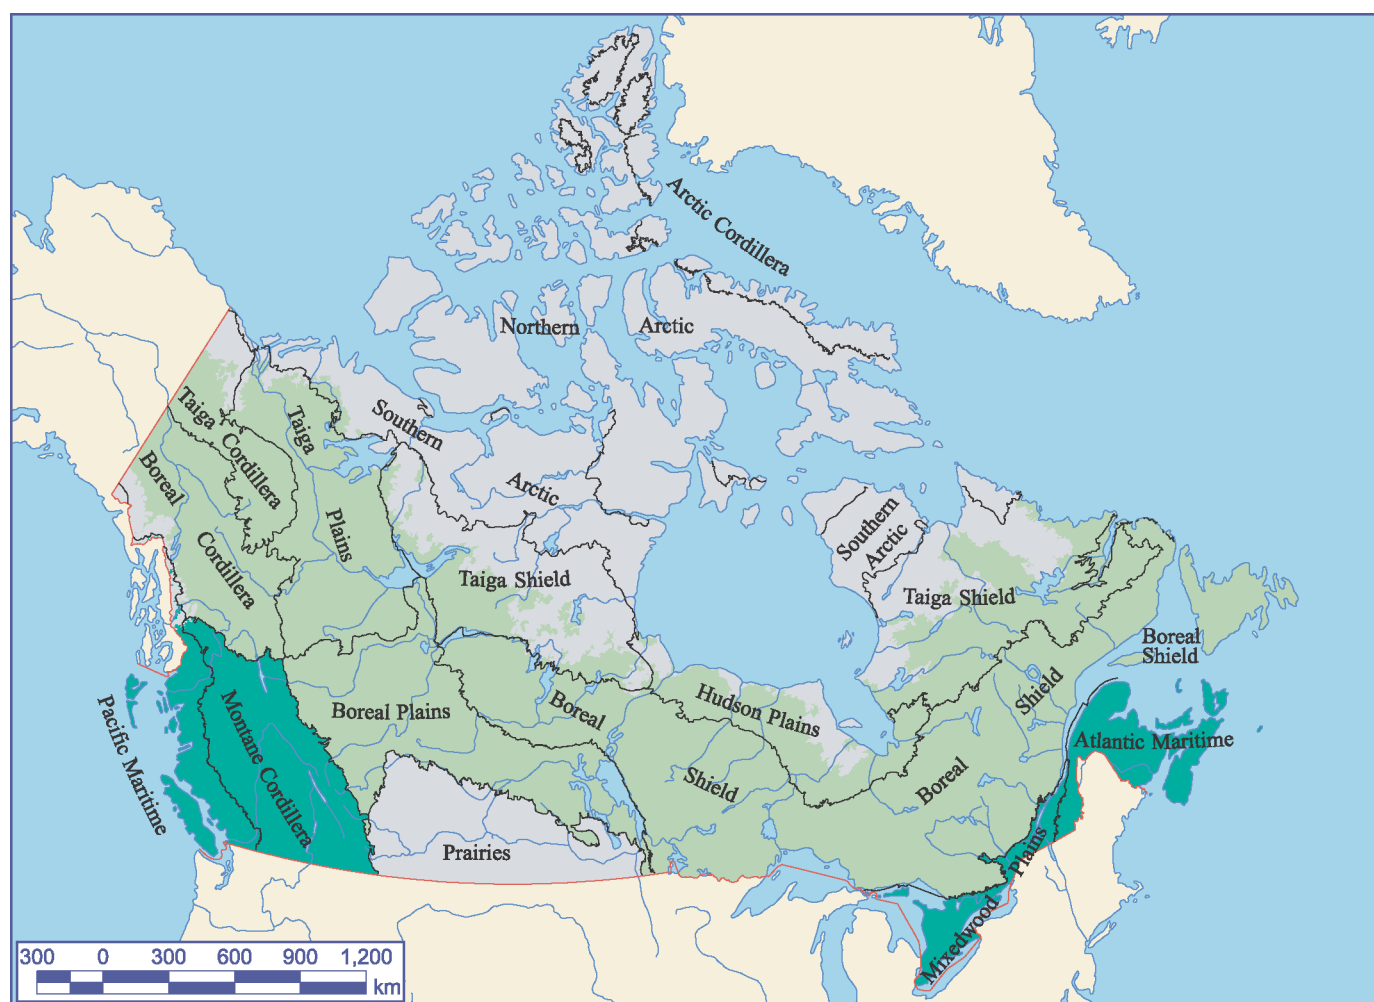 Arctic Cordillera
Northern
Arctic
Southern
Arctic
Taiga Cordillera
Taiga
Plains
Boreal
Cordillera
Taiga Shield
Southern
Arctic
Taiga Shield
Boreal
Shield
Hudson Plains
Boreal Plains
Boreal
Shield
Boreal
Shield
Pacific Maritime
Montane Cordillera
Prairies
Atlantic Maritime
Mixedwood
Plains
300 0 300 600 900 1,200
km